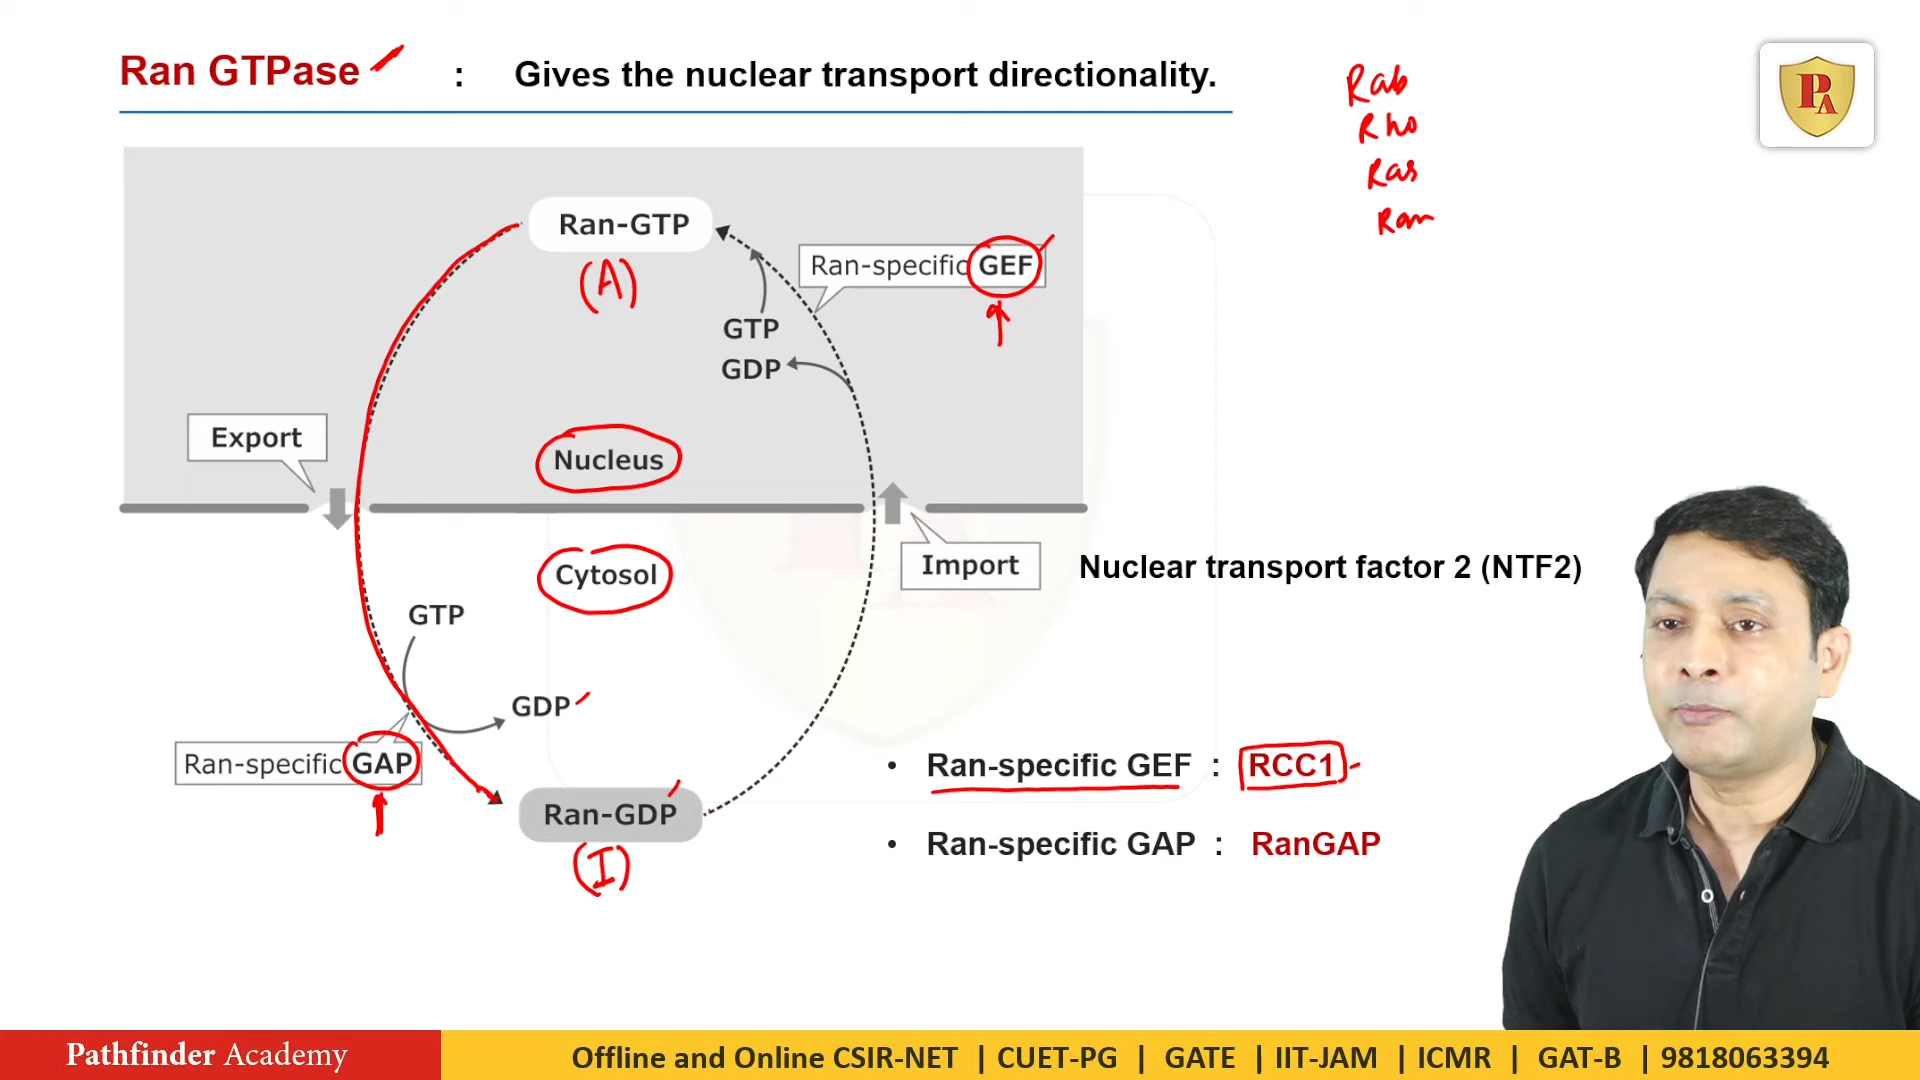 Ran GTPase : Gives the nuclear transport directionality.
Rab
Rho
Ras
Ran
PA
Ran-GTP
(A)
Ran-specific GEF
GTP
GDP
Export
Nucleus
Cytosol
Import
Nuclear transport factor 2 (NTF2)
GTP
GDP
Ran-specific GAP
Ran-GDP
(I)
• Ran-specific GEF : RCC1
• Ran-specific GAP : RanGAP
Pathfinder Academy
Offline and Online CSIR-NET | CUET-PG | GATE | IIT-JAM | ICMR | GAT-B | 9818063394